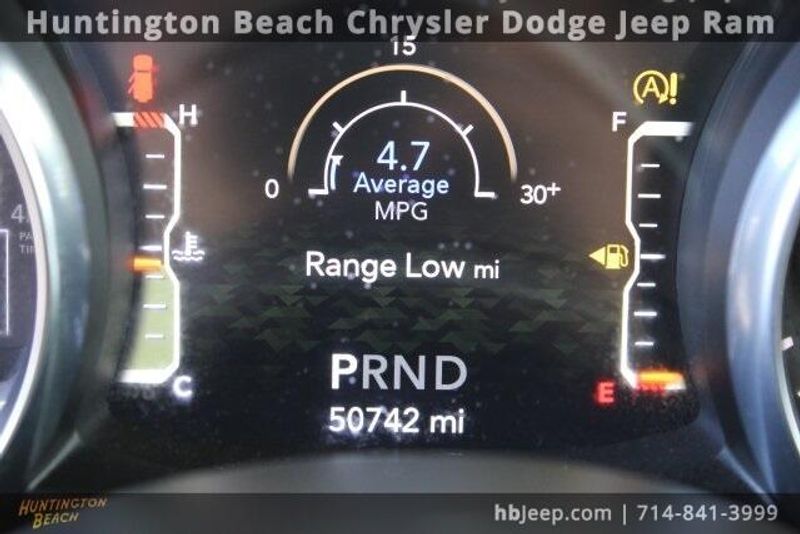 Huntington Beach Chrysler Dodge Jeep Ram
15
H
A !
F
0
4.7
Average
MPG
30+
Range Low mi
PRND
50742 mi
C
E
HUNTINGTON
BEACH
hbjeep.com | 714-841-3999